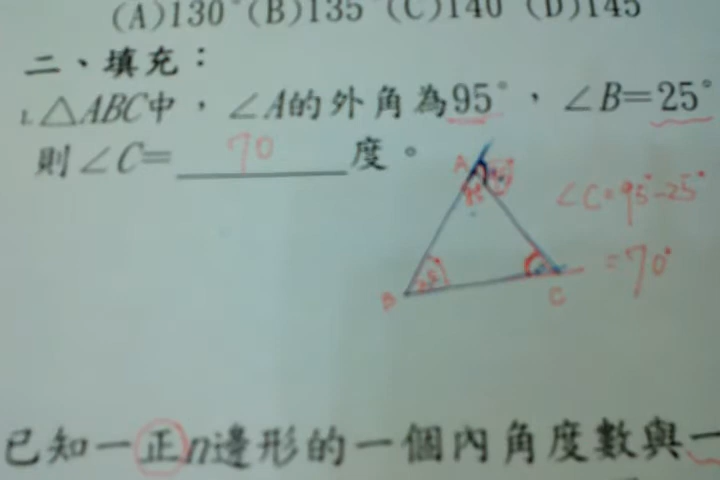 (A)130°(B)135°(C)140°(D)145
二、填充：
1.△ABC中，∠A的外角為95°，∠B=25°
則∠C= 70 度。
A 95°
85
∠C=95°-25°
=70°
B 25 C
已知一正n邊形的一個內角度數與一